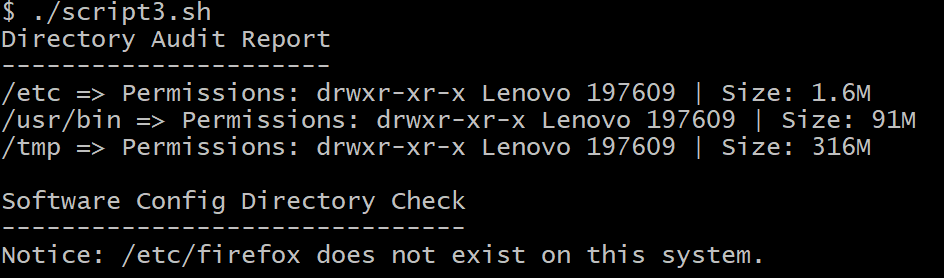 $ ./script3.sh
Directory Audit Report
----------------------
/etc => Permissions: drwxr-xr-x Lenovo 197609 | Size: 1.6M
/usr/bin => Permissions: drwxr-xr-x Lenovo 197609 | Size: 91M
/tmp => Permissions: drwxr-xr-x Lenovo 197609 | Size: 316M

Software Config Directory Check
-------------------------------
Notice: /etc/firefox does not exist on this system.